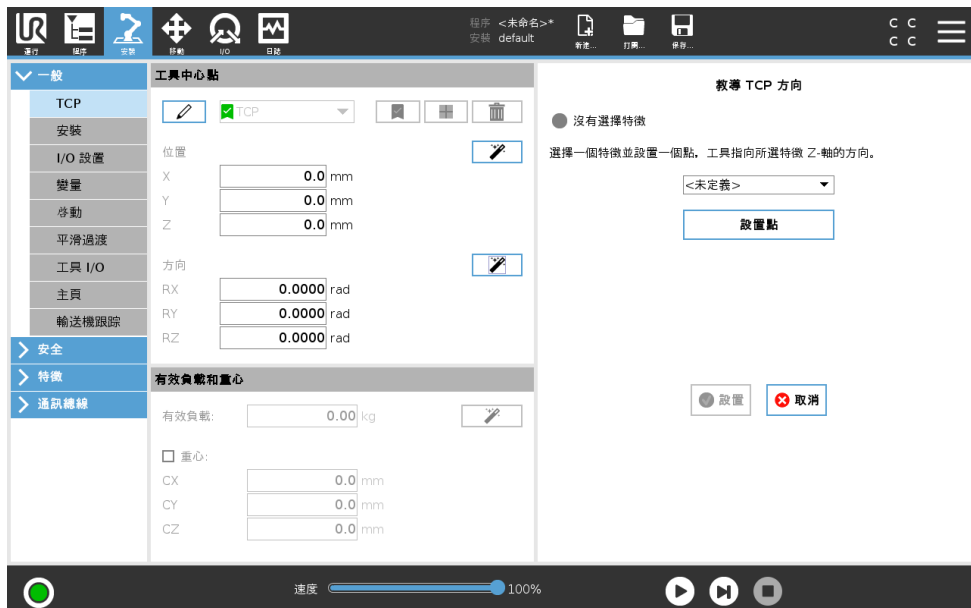 UR
運行
程序
安裝
移動
I/O
日誌
程序 <未命名>*
安裝 default
新建...
打開...
保存...
C C
C C
一般
TCP
安裝
I/O 設置
變量
啓動
平滑過渡
工具 I/O
主頁
輸送機跟踪
安全
特徵
通訊總線
工具中心點
TCP
位置
X 0.0 mm
Y 0.0 mm
Z 0.0 mm
方向
RX 0.0000 rad
RY 0.0000 rad
RZ 0.0000 rad
有效負載和重心
有效負載: 0.00 kg
重心:
CX 0.0 mm
CY 0.0 mm
CZ 0.0 mm
教導 TCP 方向
沒有選擇特徵
選擇一個特徵並設置一個點。工具指向所選特徵 Z-軸的方向。
<未定義>
設置點
設置
取消
速度 100%